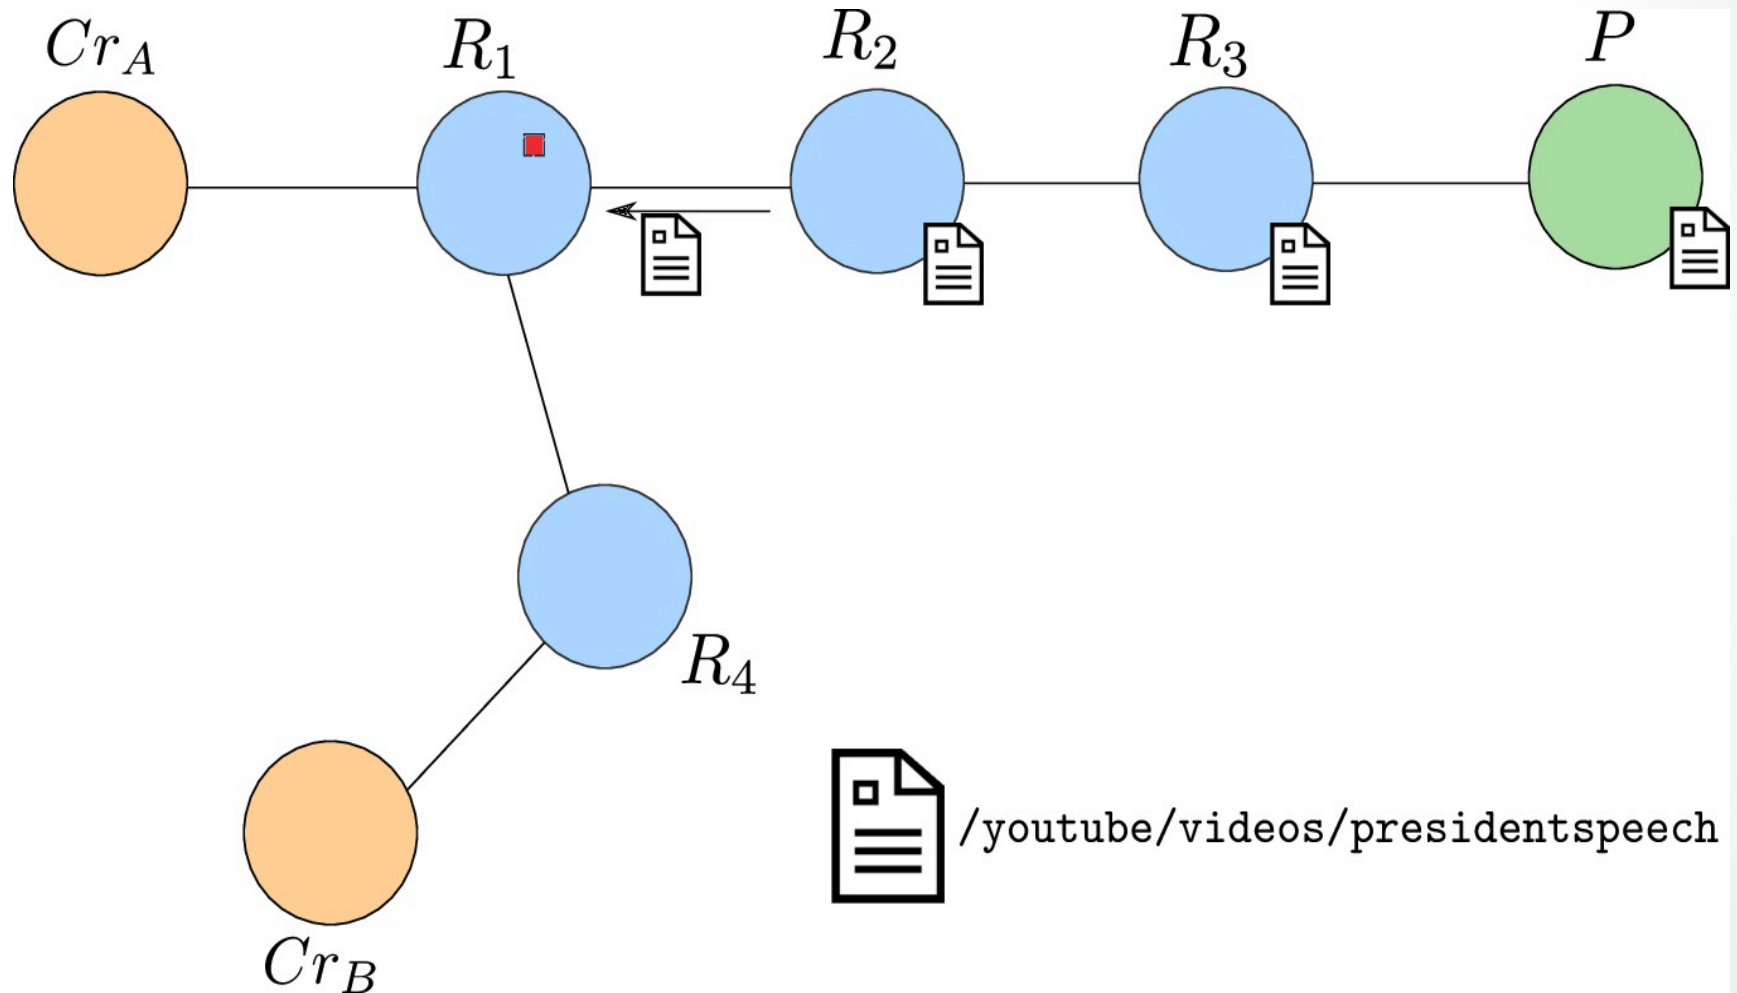 Cr_A
R_1
R_2
R_3
P
R_4
/youtube/videos/presidentspeech
Cr_B